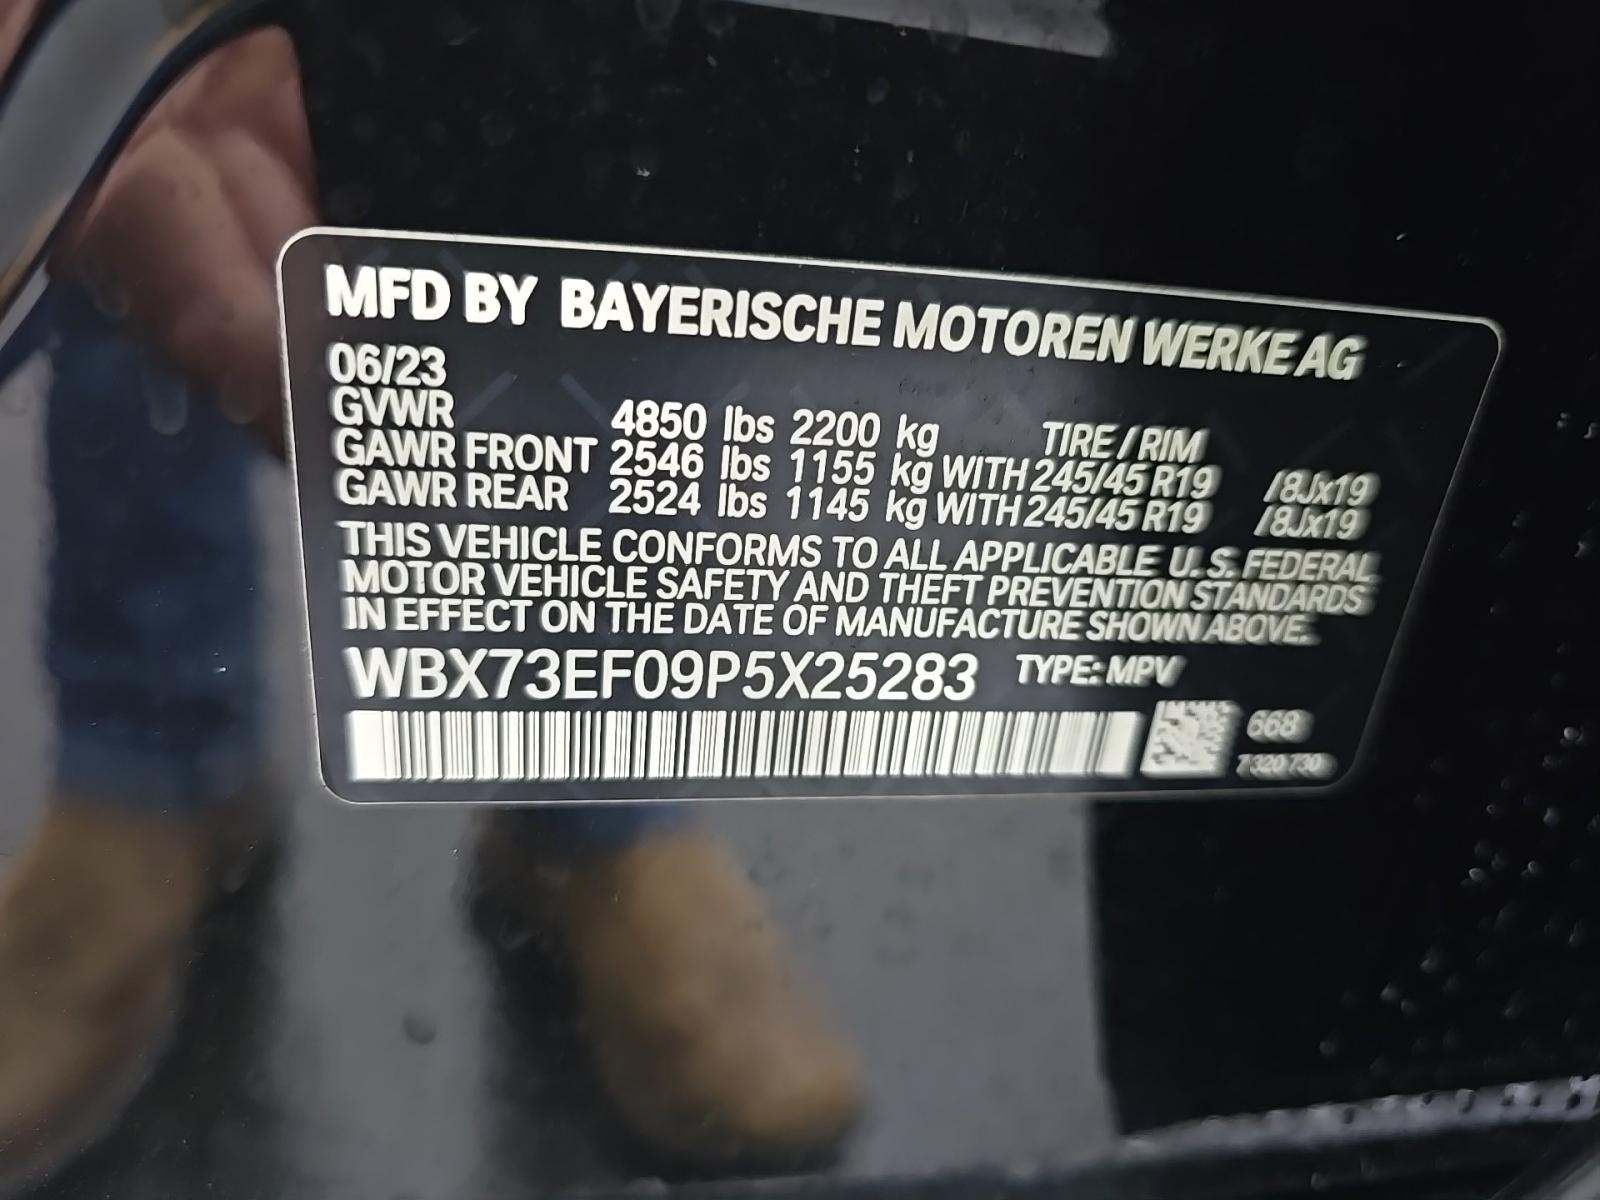 MFD BY BAYERISCHE MOTOREN WERKE AG
06/23
GVWR 4850 lbs 2200 kg TIRE / RIM
GAWR FRONT 2546 lbs 1155 kg WITH 245/45 R19 /8Jx19
GAWR REAR 2524 lbs 1145 kg WITH 245/45 R19 /8Jx19
THIS VEHICLE CONFORMS TO ALL APPLICABLE U.S. FEDERAL
MOTOR VEHICLE SAFETY AND THEFT PREVENTION STANDARDS
IN EFFECT ON THE DATE OF MANUFACTURE SHOWN ABOVE.
WBX73EF09P5X25283 TYPE: MPV
668
7320730